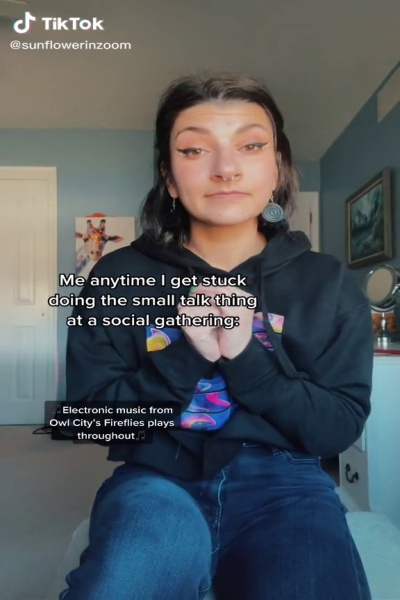 TikTok
@sunflowerinzoom
Me anytime I get stuck
doing the small talk thing
at a social gathering:
🎵Electronic music from
Owl City's Fireflies plays
throughout🎵